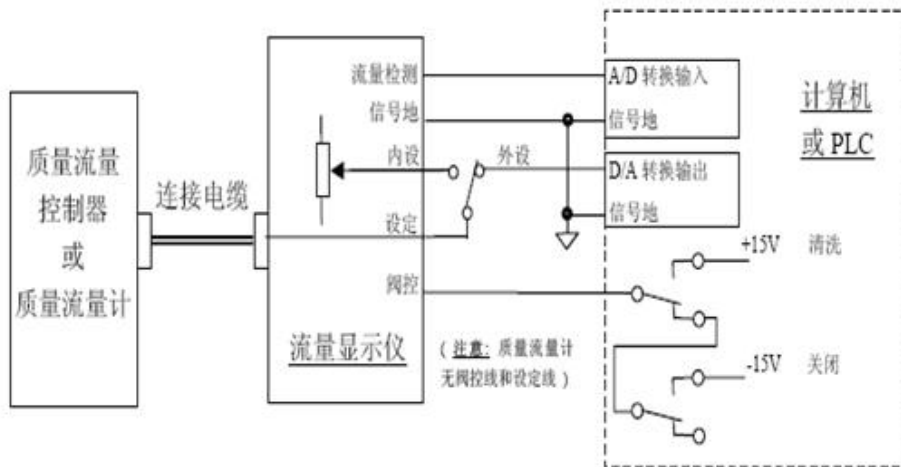 质量流量
控制器
或
质量流量计
连接电缆
流量检测
信号地
内设
设定
阀控
流量显示仪
外设
(注意: 质量流量计
无阀控线和设定线)
A/D 转换输入
信号地
D/A 转换输出
信号地
计算机
或 PLC
+15V 清洗
-15V 关闭